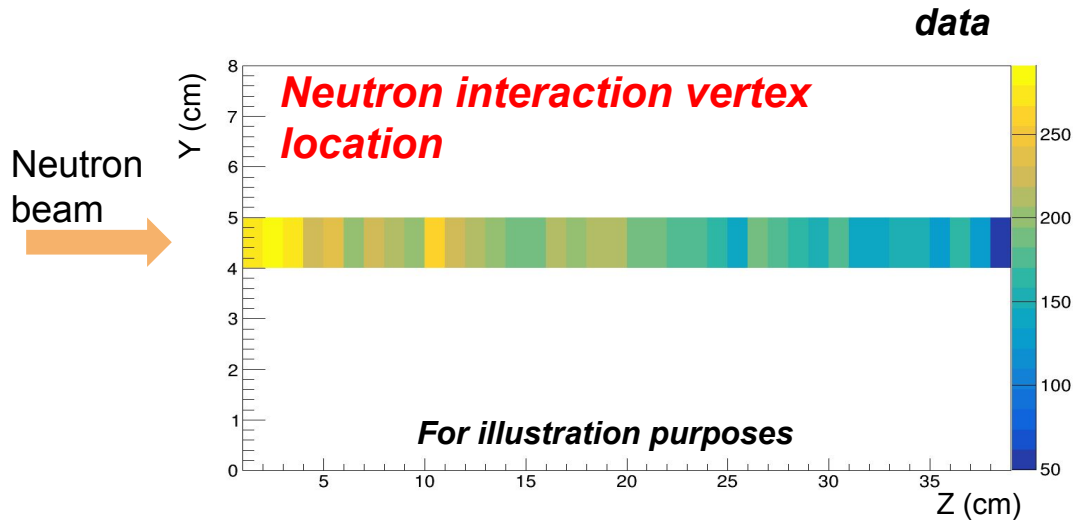 data
Neutron interaction vertex
location
Neutron
beam
For illustration purposes
Y (cm)
8
7
6
5
4
3
2
1
0
5
10
15
20
25
30
35
Z (cm)
250
200
150
100
50